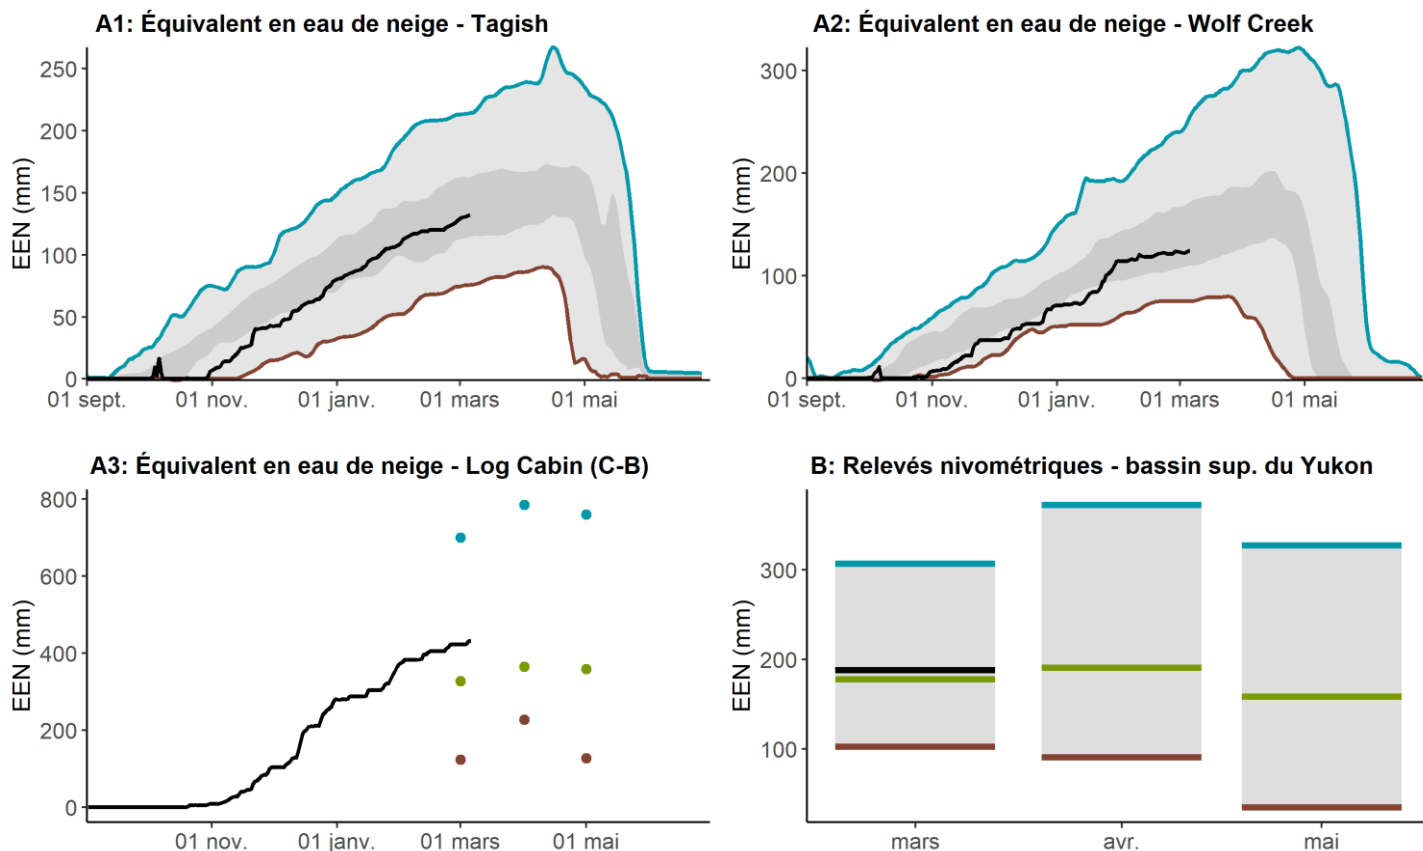 A1: Équivalent en eau de neige - Tagish
EEN (mm)
250
200
150
100
50
0
01 sept.
01 nov.
01 janv.
01 mars
01 mai
A2: Équivalent en eau de neige - Wolf Creek
EEN (mm)
300
200
100
0
01 sept.
01 nov.
01 janv.
01 mars
01 mai
A3: Équivalent en eau de neige - Log Cabin (C-B)
EEN (mm)
800
600
400
200
0
01 nov.
01 janv.
01 mars
01 mai
B: Relevés nivométriques - bassin sup. du Yukon
EEN (mm)
300
200
100
mars
avr.
mai